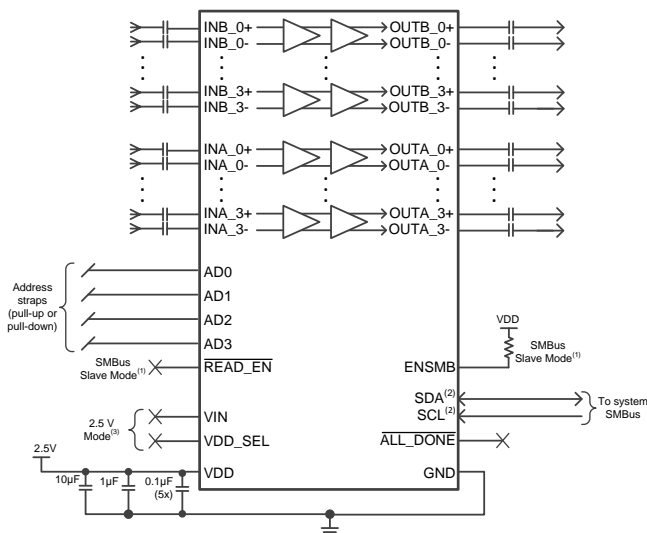 INB_0+ OUTB_0+
INB_0- OUTB_0-
INB_3+ OUTB_3+
INB_3- OUTB_3-
INA_0+ OUTA_0+
INA_0- OUTA_0-
INA_3+ OUTA_3+
INA_3- OUTA_3-
Address
straps
(pull-up or
pull-down)
AD0
AD1
AD2
AD3
SMBus
Slave Mode(1)
READ_EN
VDD
SMBus
Slave Mode(1)
ENSMB
SDA(2)
SCL(2)
To system
SMBus
2.5 V
Mode(3)
VIN
VDD_SEL
ALL_DONE
2.5V
VDD
GND
10µF
1µF
0.1µF
(5x)